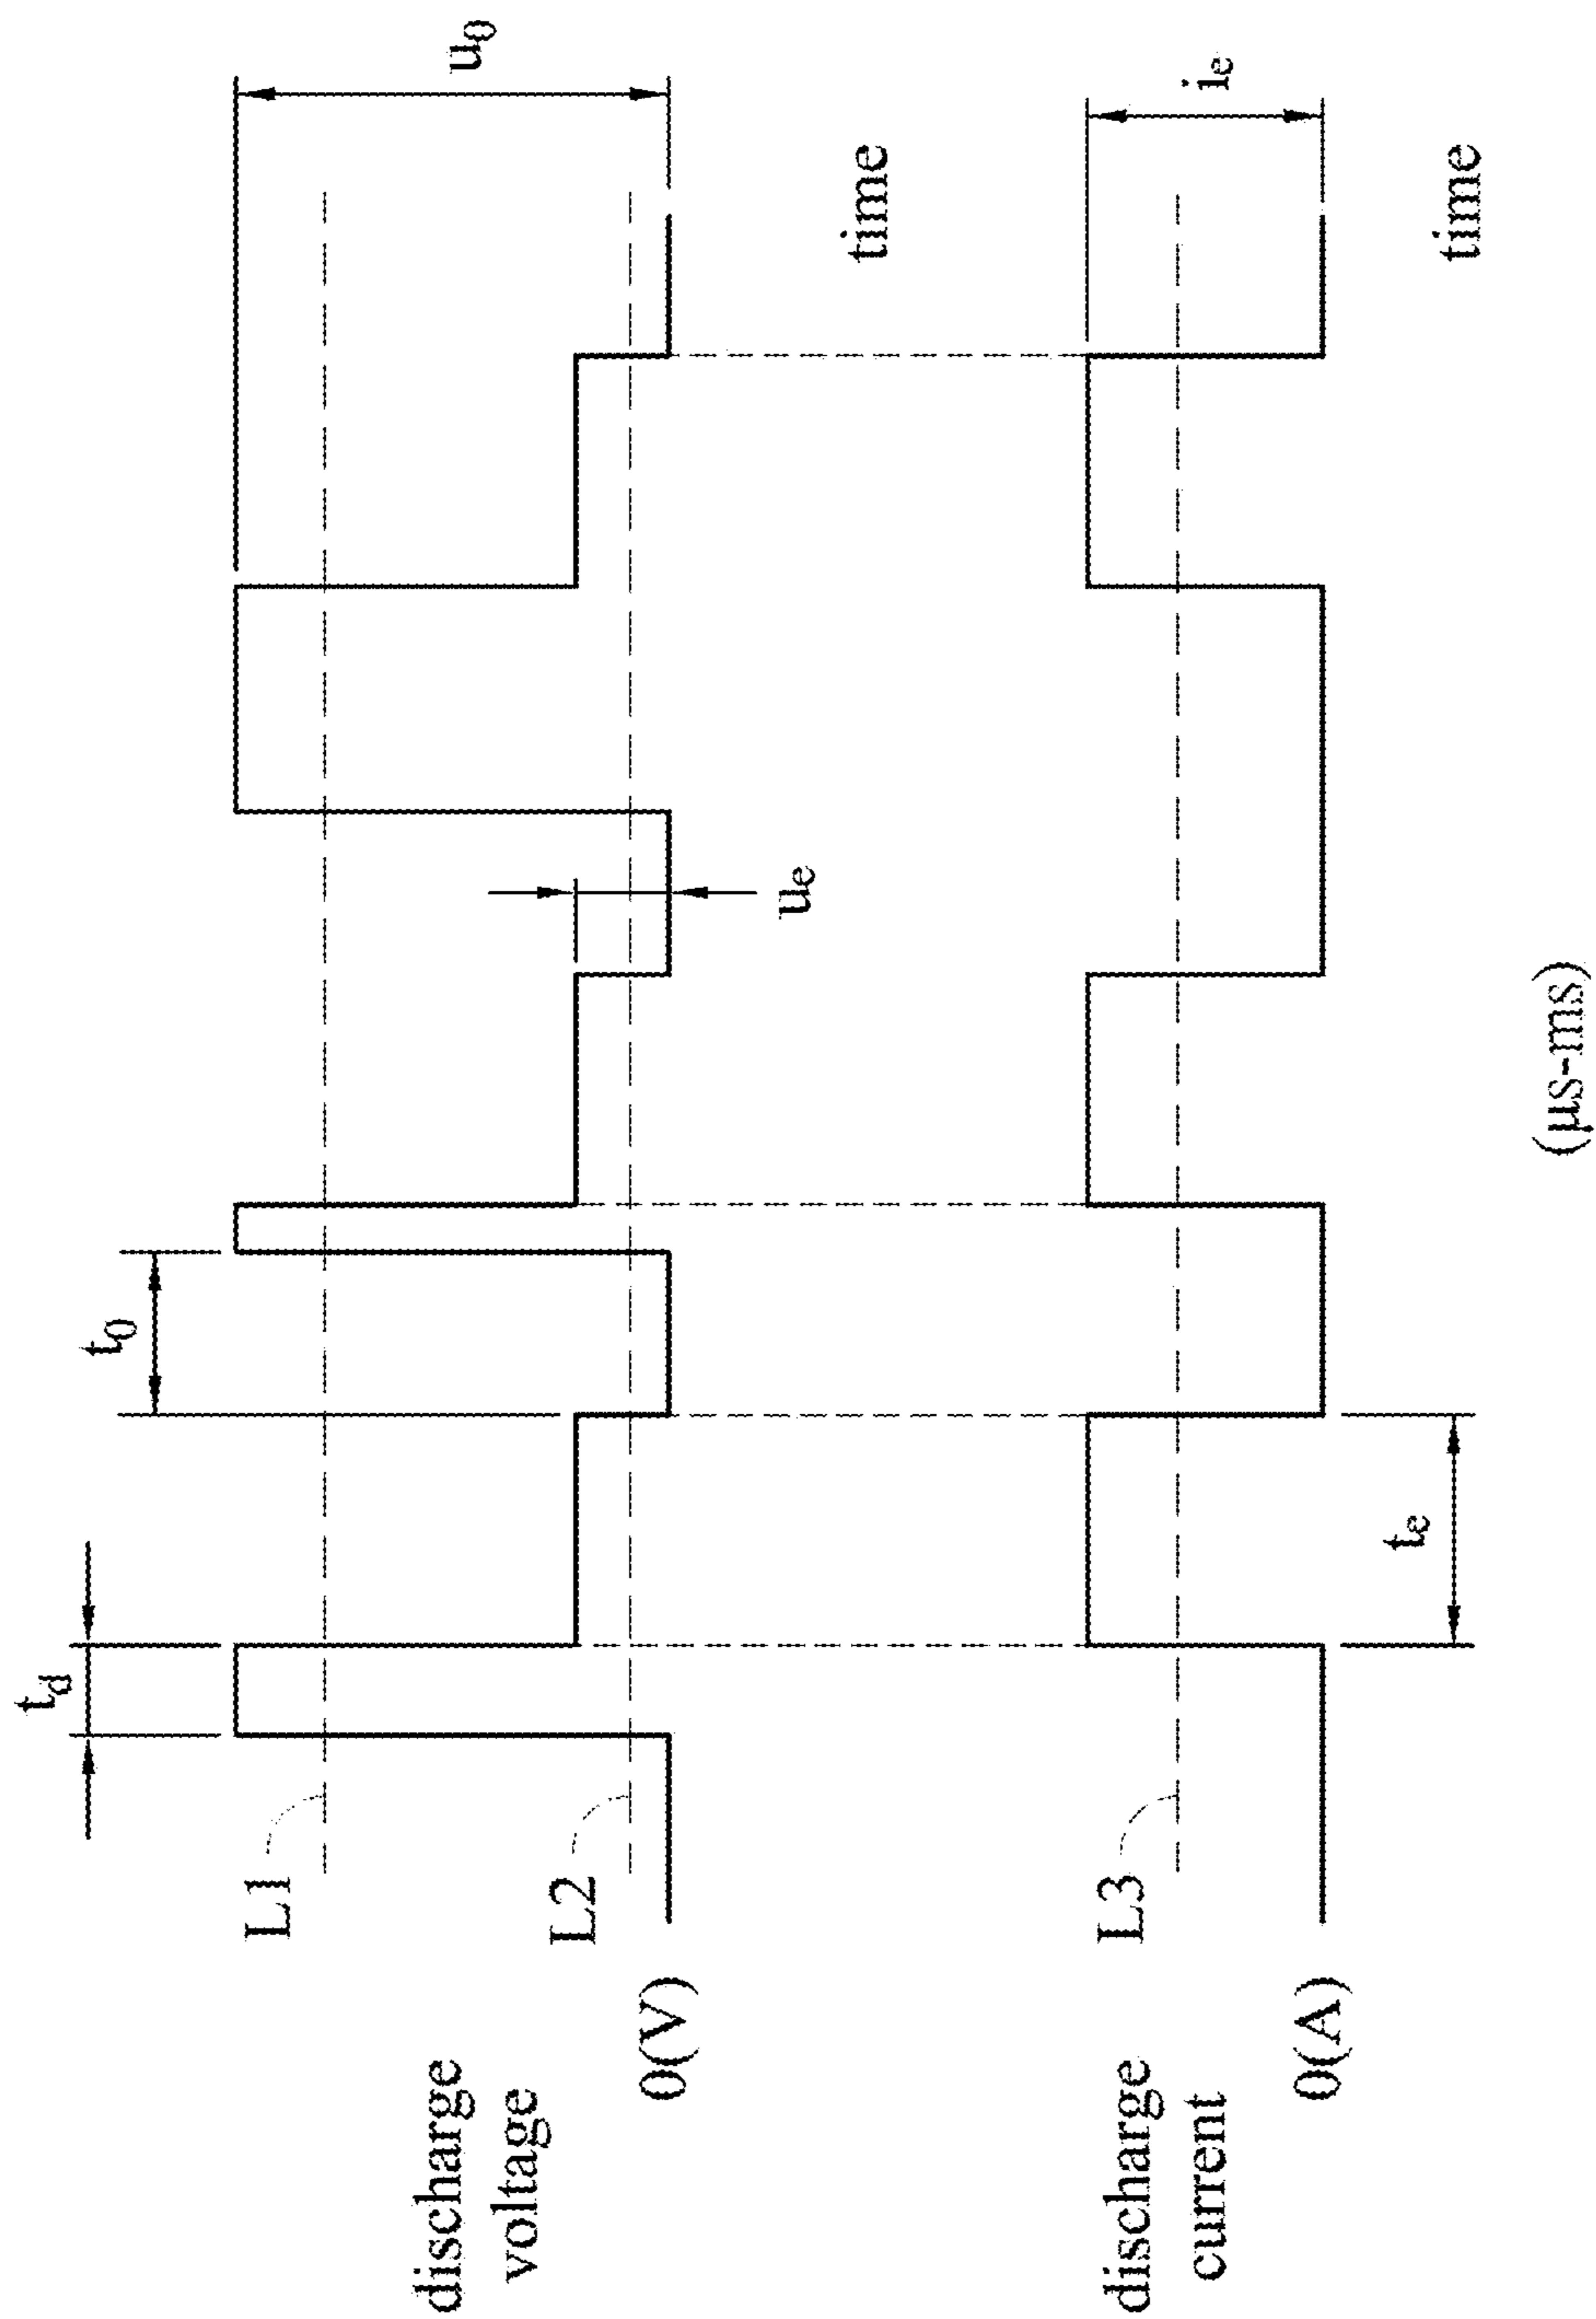 t_d
t_0
u_0
L1
discharge
voltage
L2
u_e
0(V)
time
L3
discharge
current
i_e
0(A)
t_e
time
(μs-ms)